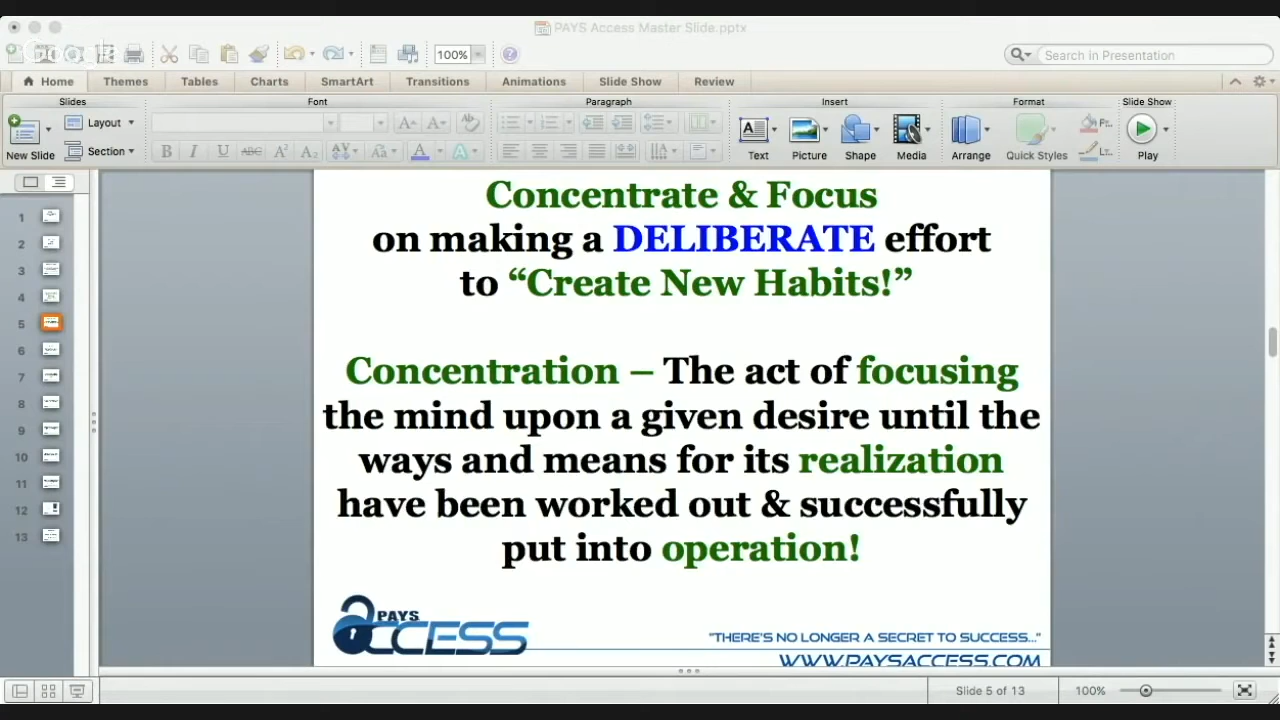 PAYS Access Master Slide.pptx
100%
Search in Presentation
Home Themes Tables Charts SmartArt Transitions Animations Slide Show Review
Slides Font Paragraph Insert Format Slide Show
Layout
Section
New Slide
B I U ABC A² A₂ AV Aa A A
Text Picture Shape Media Arrange Quick Styles Play
1
2
3
4
5
6
7
8
9
10
11
12
13
Concentrate & Focus
on making a DELIBERATE effort
to “Create New Habits!”
Concentration – The act of focusing
the mind upon a given desire until the
ways and means for its realization
have been worked out & successfully
put into operation!
PAYS
ACCESS
"THERE'S NO LONGER A SECRET TO SUCCESS..."
WWW.PAYSACCESS.COM
Slide 5 of 13
100%